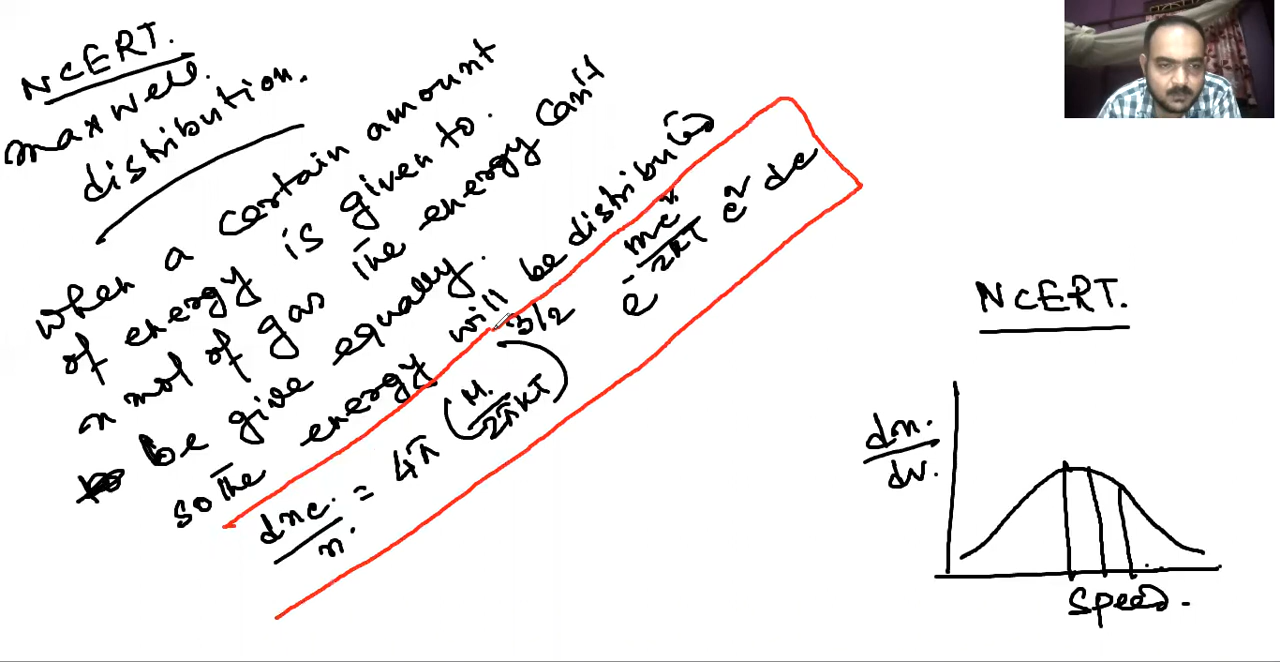 NCERT.
maxwell.
distribution.
when a certain amount
of energy is given to.
n mol of gas the energy can't
be give equally.
so the energy will be distributed
dnc./n. = 4π (M./2πKT)^3/2 e^-mc²/2KT c² dc
NCERT.
dn./dv.
Speed.